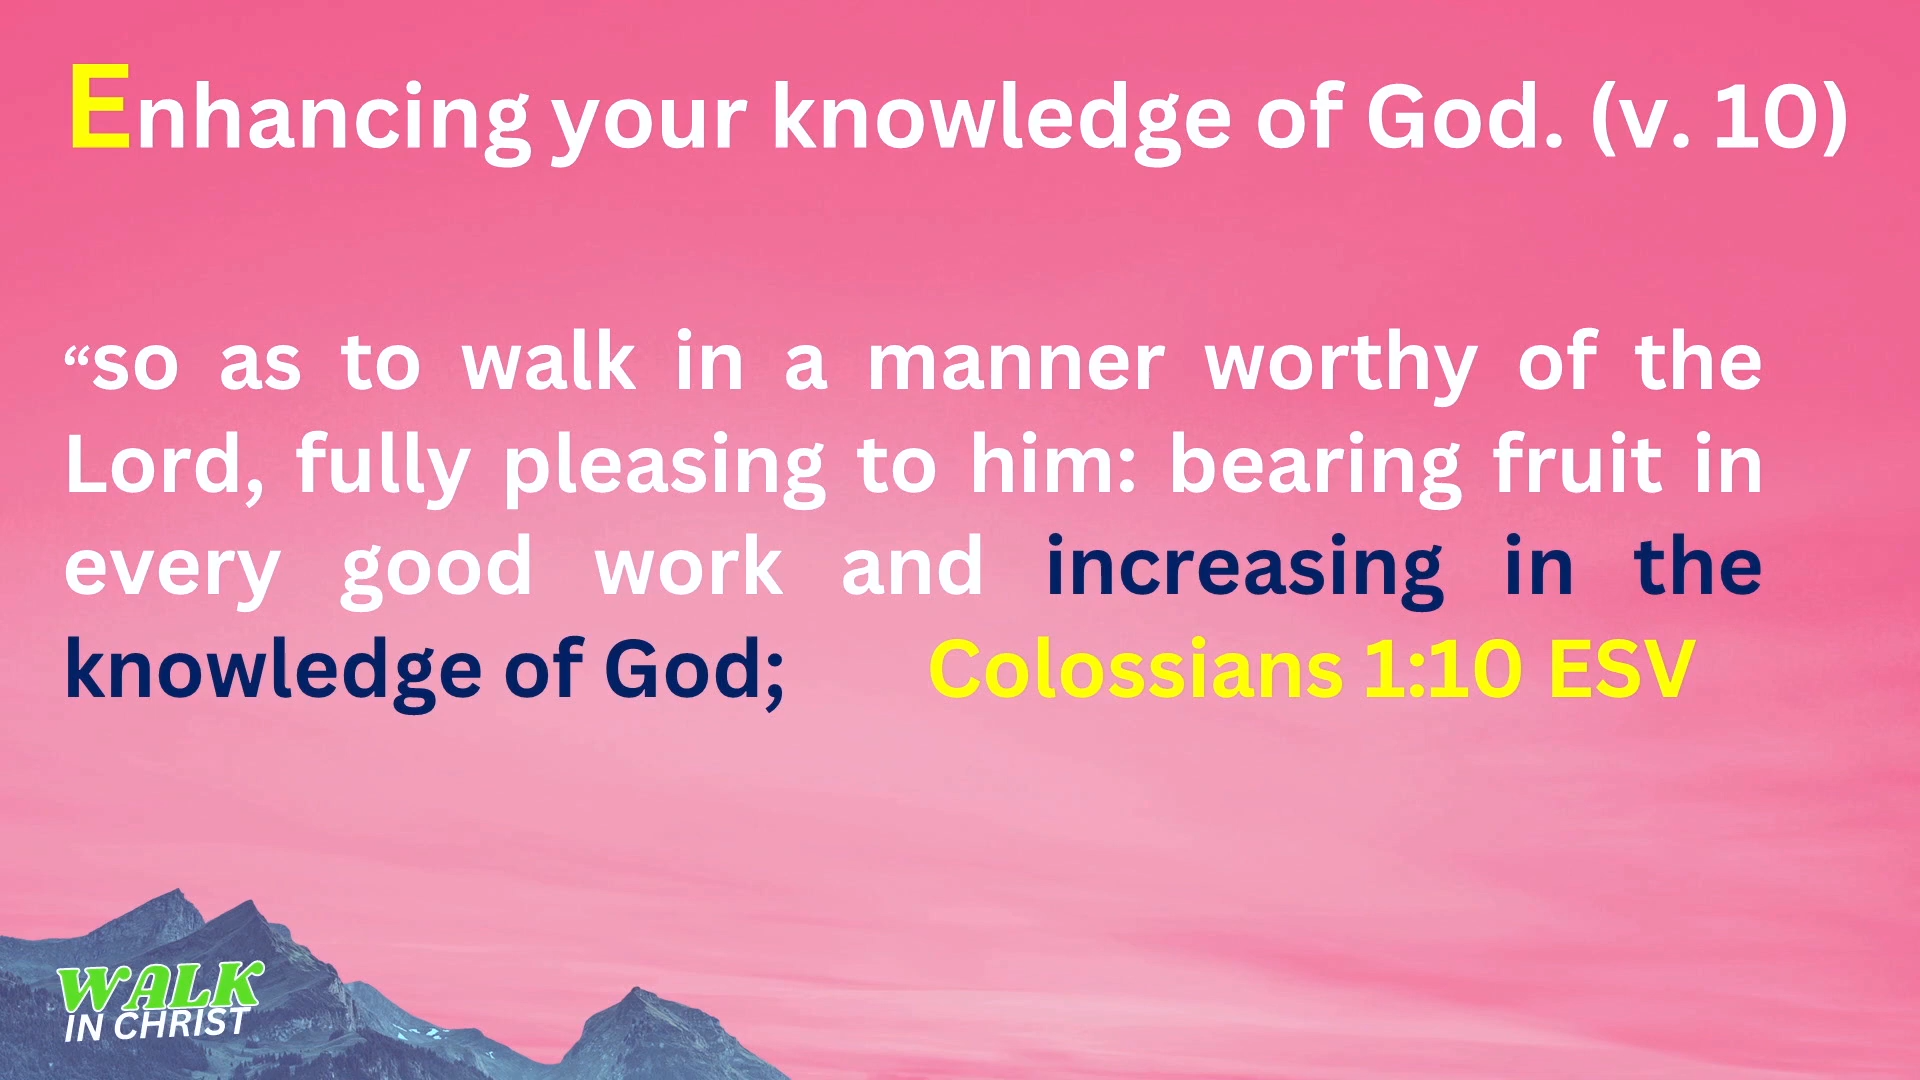 Enhancing your knowledge of God. (v. 10)
“so as to walk in a manner worthy of the
Lord, fully pleasing to him: bearing fruit in
every good work and increasing in the
knowledge of God; Colossians 1:10 ESV
WALK
IN CHRIST